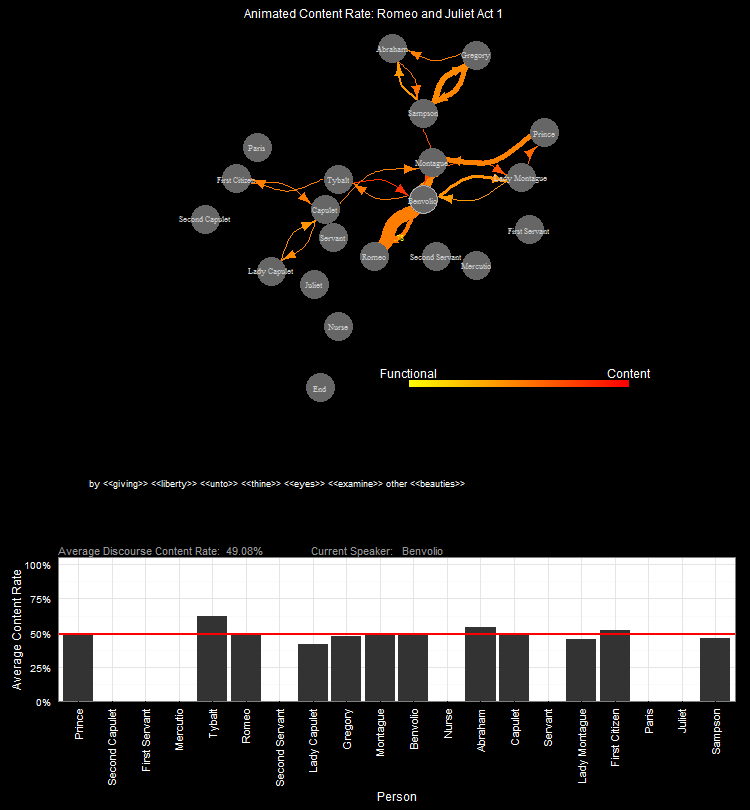 Animated Content Rate: Romeo and Juliet Act 1
Abraham
Gregory
Sampson
Prince
Paris
Montague
First Citizen
Tybalt
Lady Montague
Benvolio
Capulet
Second Capulet
First Servant
Servant
Romeo
Second Servant
Mercutio
Lady Capulet
Juliet
Nurse
End
Functional
Content
by <<giving>> <<liberty>> <<unto>> <<thine>> <<eyes>> <<examine>> other <<beauties>>
Average Discourse Content Rate: 49.08% Current Speaker: Benvolio
Average Content Rate
100%
75%
50%
25%
0%
Prince
Second Capulet
First Servant
Mercutio
Tybalt
Romeo
Second Servant
Lady Capulet
Gregory
Montague
Benvolio
Nurse
Abraham
Capulet
Servant
Lady Montague
First Citizen
Paris
Juliet
Sampson
Person